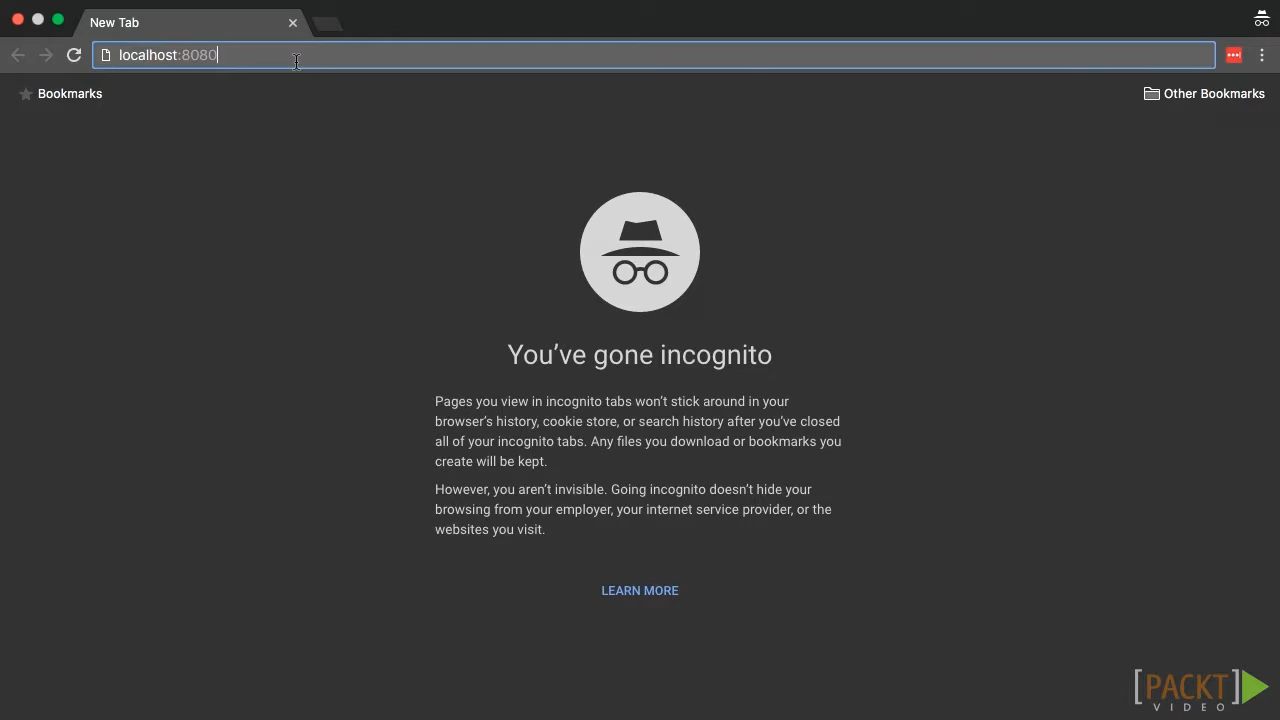 New Tab
localhost:8080
Bookmarks
Other Bookmarks
You've gone incognito
Pages you view in incognito tabs won't stick around in your
browser's history, cookie store, or search history after you've closed
all of your incognito tabs. Any files you download or bookmarks you
create will be kept.
However, you aren't invisible. Going incognito doesn't hide your
browsing from your employer, your internet service provider, or the
websites you visit.
LEARN MORE
[PACKT]
VIDEO